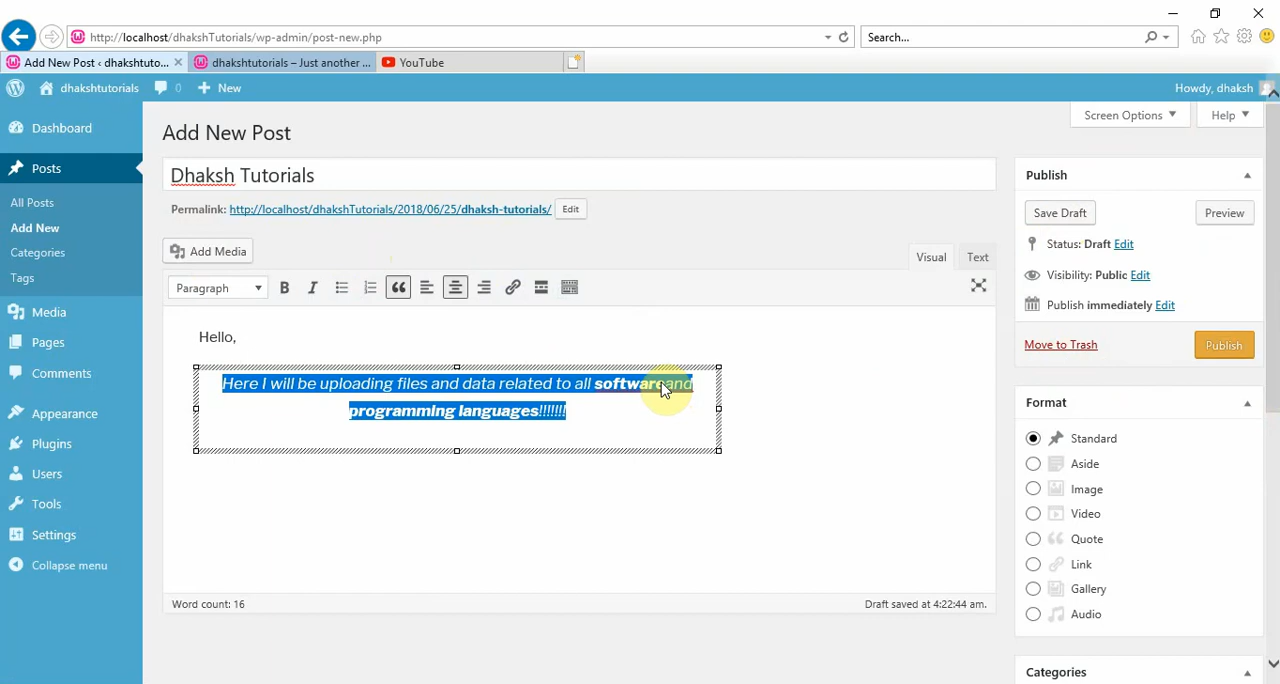 http://localhost/dhakshTutorials/wp-admin/post-new.php
Search...
Add New Post ‹ dhakshtuto...
dhakshtutorials – Just another ...
YouTube
dhakshtutorials
0
New
Howdy, dhaksh
Screen Options
Help
Dashboard
Posts
All Posts
Add New
Categories
Tags
Media
Pages
Comments
Appearance
Plugins
Users
Tools
Settings
Collapse menu
Add New Post
Dhaksh Tutorials
Permalink: http://localhost/dhakshTutorials/2018/06/25/dhaksh-tutorials/ Edit
Add Media
Visual
Text
Paragraph
B
I
Hello,
Here I will be uploading files and data related to all software and
programming languages!!!!!!!
Word count: 16
Draft saved at 4:22:44 am.
Publish
Save Draft
Preview
Status: Draft Edit
Visibility: Public Edit
Publish immediately Edit
Move to Trash
Publish
Format
Standard
Aside
Image
Video
Quote
Link
Gallery
Audio
Categories